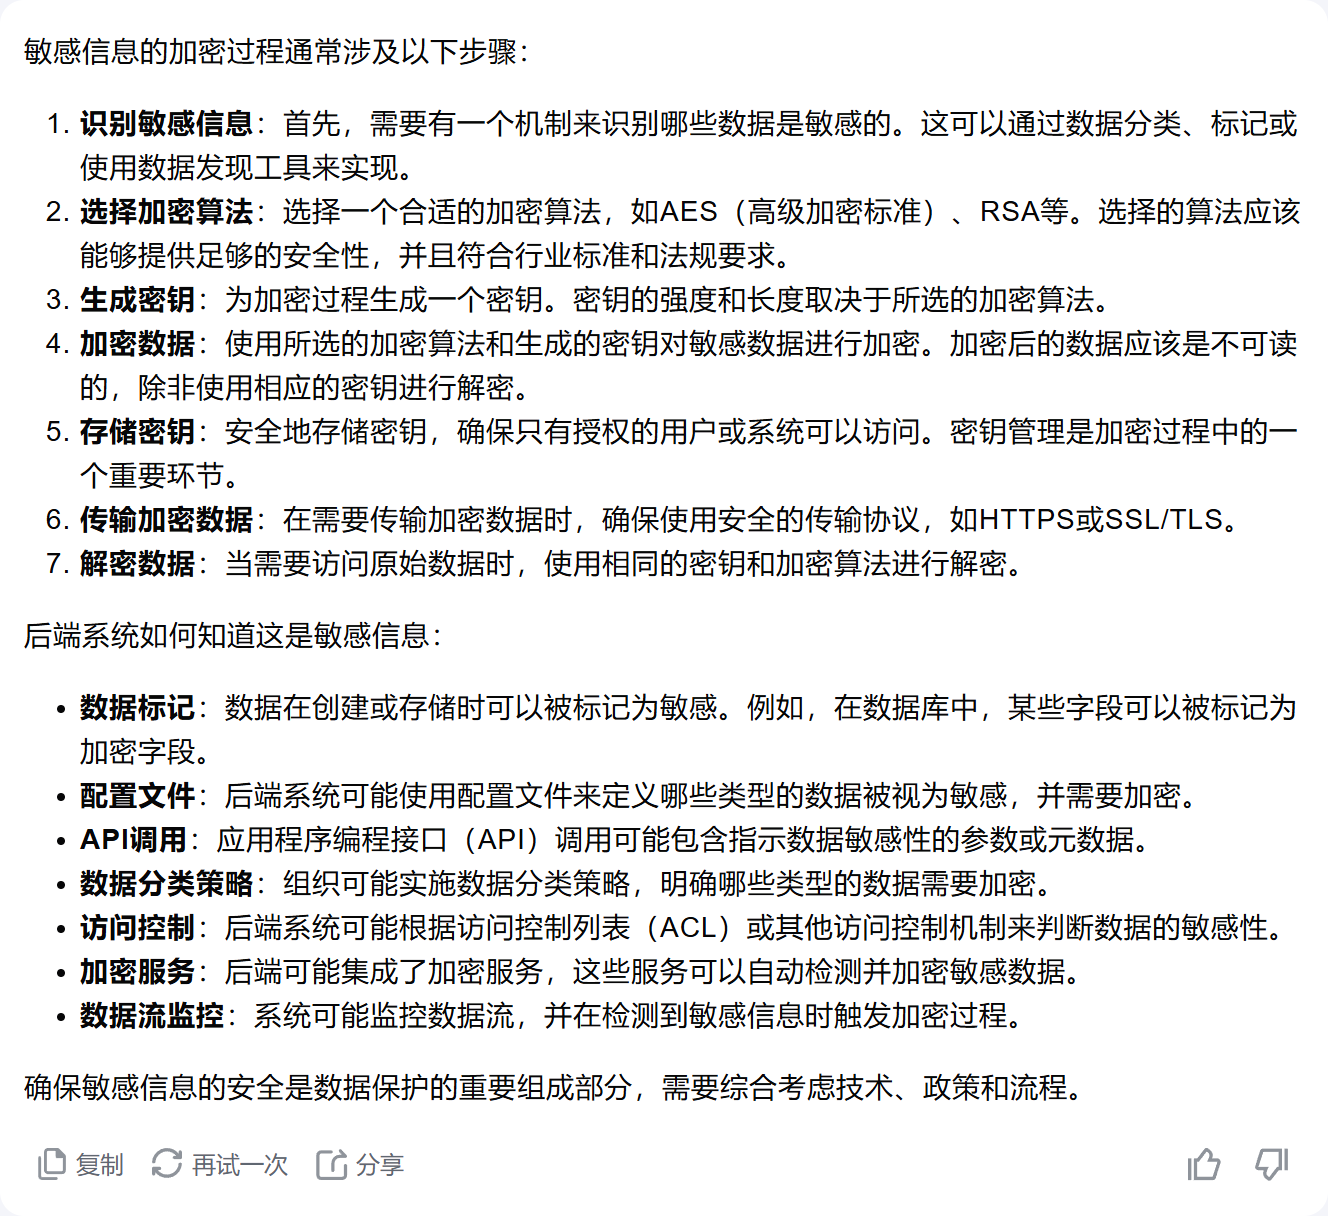 敏感信息的加密过程通常涉及以下步骤：
1. 识别敏感信息：首先，需要有一个机制来识别哪些数据是敏感的。这可以通过数据分类、标记或
使用数据发现工具来实现。
2. 选择加密算法：选择一个合适的加密算法，如AES（高级加密标准）、RSA等。选择的算法应该
能够提供足够的安全性，并且符合行业标准和法规要求。
3. 生成密钥：为加密过程生成一个密钥。密钥的强度和长度取决于所选的加密算法。
4. 加密数据：使用所选的加密算法和生成的密钥对敏感数据进行加密。加密后的数据应该是不可读
的，除非使用相应的密钥进行解密。
5. 存储密钥：安全地存储密钥，确保只有授权的用户或系统可以访问。密钥管理是加密过程中的一
个重要环节。
6. 传输加密数据：在需要传输加密数据时，确保使用安全的传输协议，如HTTPS或SSL/TLS。
7. 解密数据：当需要访问原始数据时，使用相同的密钥和加密算法进行解密。
后端系统如何知道这是敏感信息：
• 数据标记：数据在创建或存储时可以被标记为敏感。例如，在数据库中，某些字段可以被标记为
加密字段。
• 配置文件：后端系统可能使用配置文件来定义哪些类型的数据被视为敏感，并需要加密。
• API调用：应用程序编程接口（API）调用可能包含指示数据敏感性的参数或元数据。
• 数据分类策略：组织可能实施数据分类策略，明确哪些类型的数据需要加密。
• 访问控制：后端系统可能根据访问控制列表（ACL）或其他访问控制机制来判断数据的敏感性。
• 加密服务：后端可能集成了加密服务，这些服务可以自动检测并加密敏感数据。
• 数据流监控：系统可能监控数据流，并在检测到敏感信息时触发加密过程。
确保敏感信息的安全是数据保护的重要组成部分，需要综合考虑技术、政策和流程。
复制 再试一次 分享